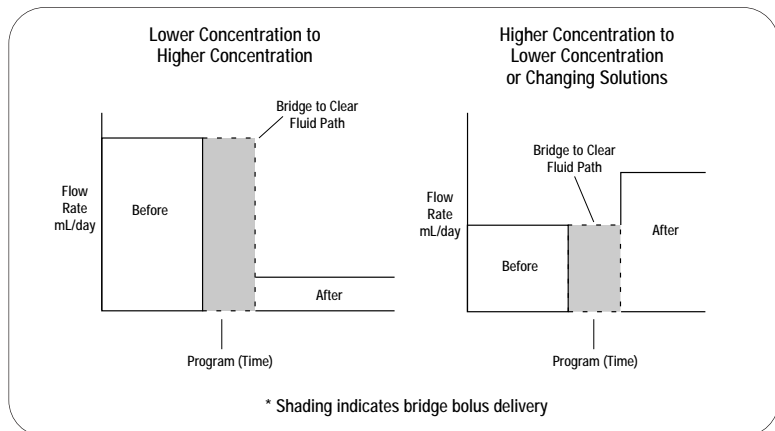 Lower Concentration to
Higher Concentration
Bridge to Clear
Fluid Path
Flow
Rate
mL/day
Before
After
Program (Time)
Higher Concentration to
Lower Concentration
or Changing Solutions
Bridge to Clear
Fluid Path
Flow
Rate
mL/day
Before
After
Program (Time)
* Shading indicates bridge bolus delivery